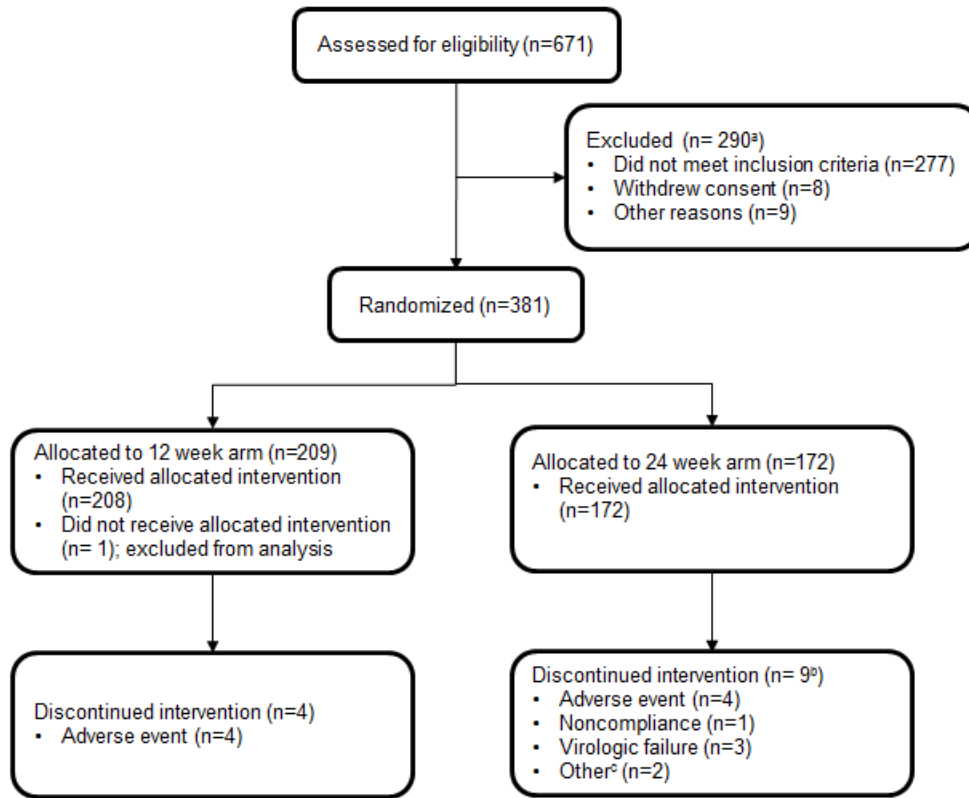 Assessed for eligibility (n=671)
Excluded (n= 290ᵃ)
• Did not meet inclusion criteria (n=277)
• Withdrew consent (n=8)
• Other reasons (n=9)
Randomized (n=381)
Allocated to 12 week arm (n=209)
• Received allocated intervention
(n=208)
• Did not receive allocated intervention
(n= 1); excluded from analysis
Allocated to 24 week arm (n=172)
• Received allocated intervention
(n=172)
Discontinued intervention (n=4)
• Adverse event (n=4)
Discontinued intervention (n= 9ᵇ)
• Adverse event (n=4)
• Noncompliance (n=1)
• Virologic failure (n=3)
• Otherᶜ (n=2)